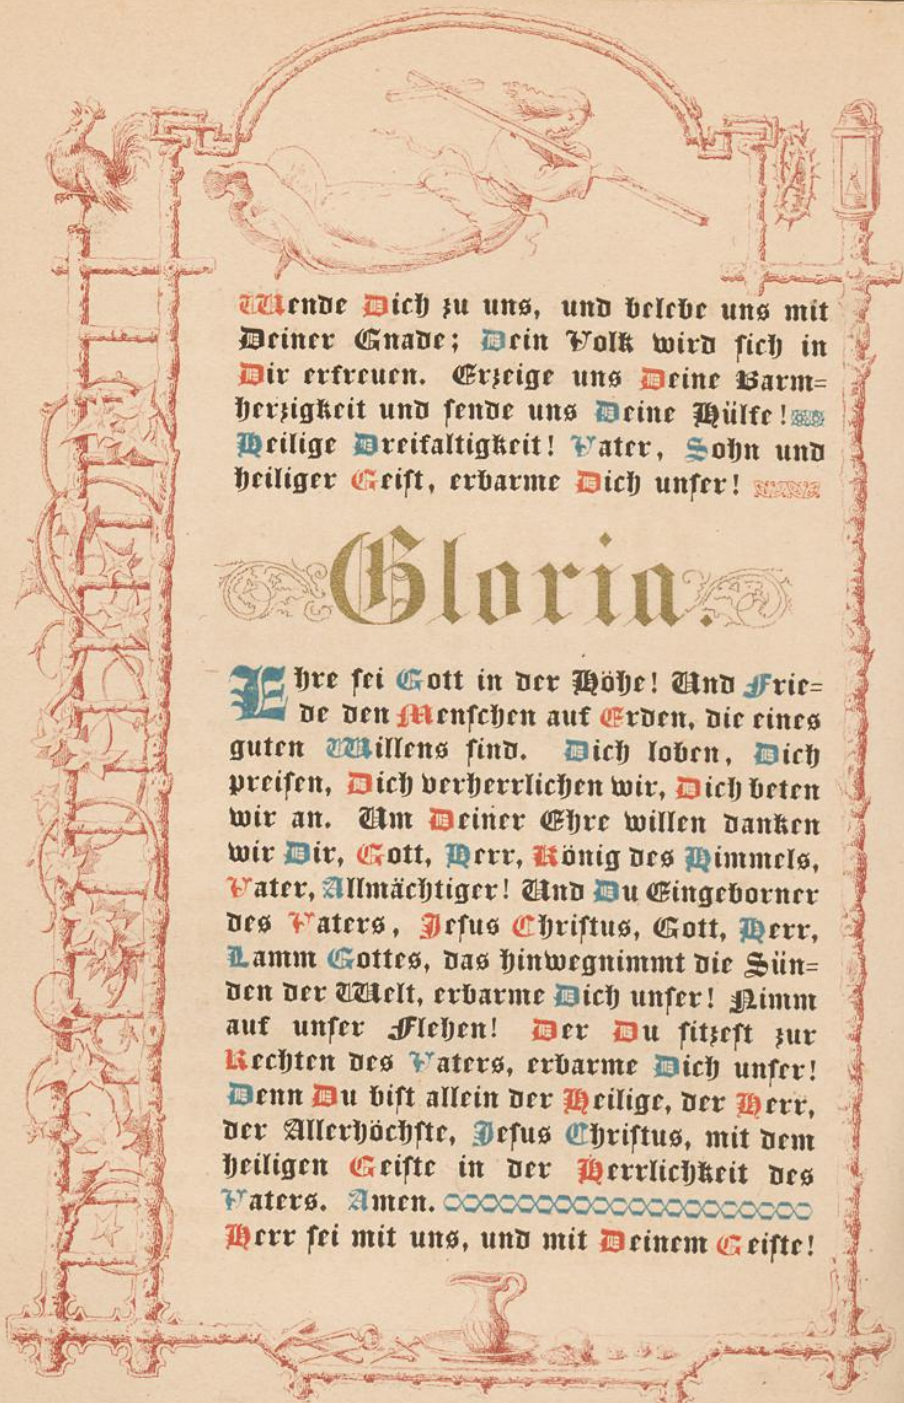 Wende Dich zu uns, und belebe uns mit
Deiner Gnade; Dein Volk wird sich in
Dir erfreuen. Erzeige uns Deine Barm=
herzigkeit und sende uns Deine Hülfe!
Heilige Dreifaltigkeit! Vater, Sohn und
heiliger Geist, erbarme Dich unser!
Gloria.
Ehre sei Gott in der Höhe! Und Frie=
de den Menschen auf Erden, die eines
guten Willens sind. Dich loben, Dich
preisen, Dich verherrlichen wir, Dich beten
wir an. Um Deiner Ehre willen danken
wir Dir, Gott, Herr, König des Himmels,
Vater, Allmächtiger! Und Du Eingeborner
des Vaters, Jesus Christus, Gott, Herr,
Lamm Gottes, das hinwegnimmt die Sün=
den der Welt, erbarme Dich unser! Nimm
auf unser Flehen! Der Du sitzest zur
Rechten des Vaters, erbarme Dich unser!
Denn Du bist allein der Heilige, der Herr,
der Allerhöchste, Jesus Christus, mit dem
heiligen Geiste in der Herrlichkeit des
Vaters. Amen.
Herr sei mit uns, und mit Deinem Geiste!